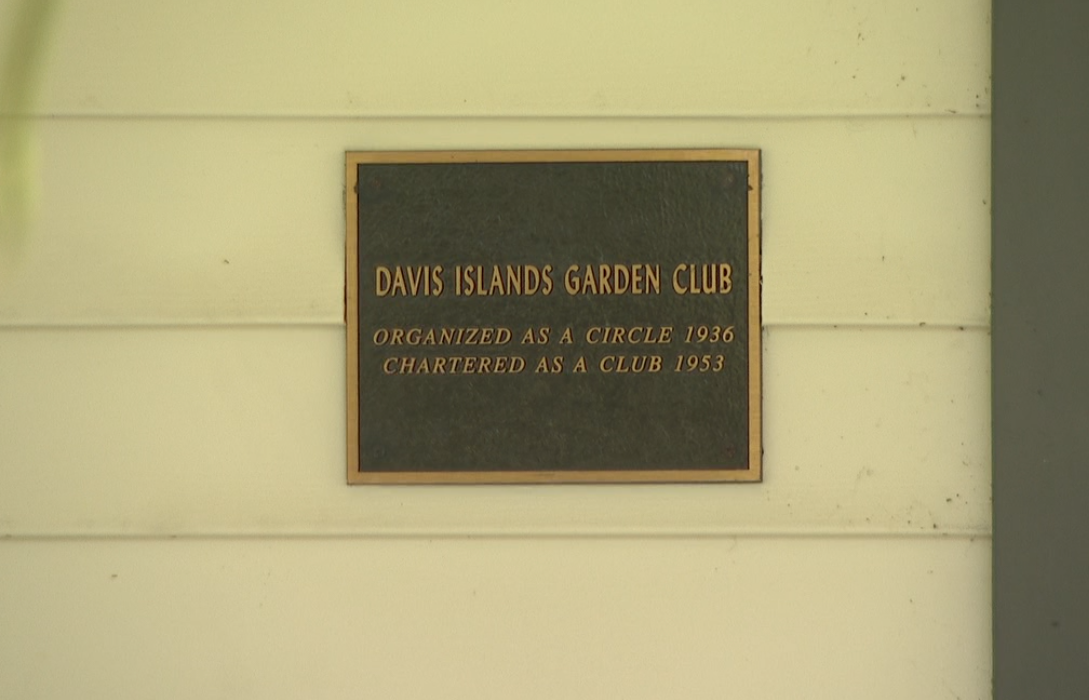 DAVIS ISLANDS GARDEN CLUB
ORGANIZED AS A CIRCLE 1936
CHARTERED AS A CLUB 1953